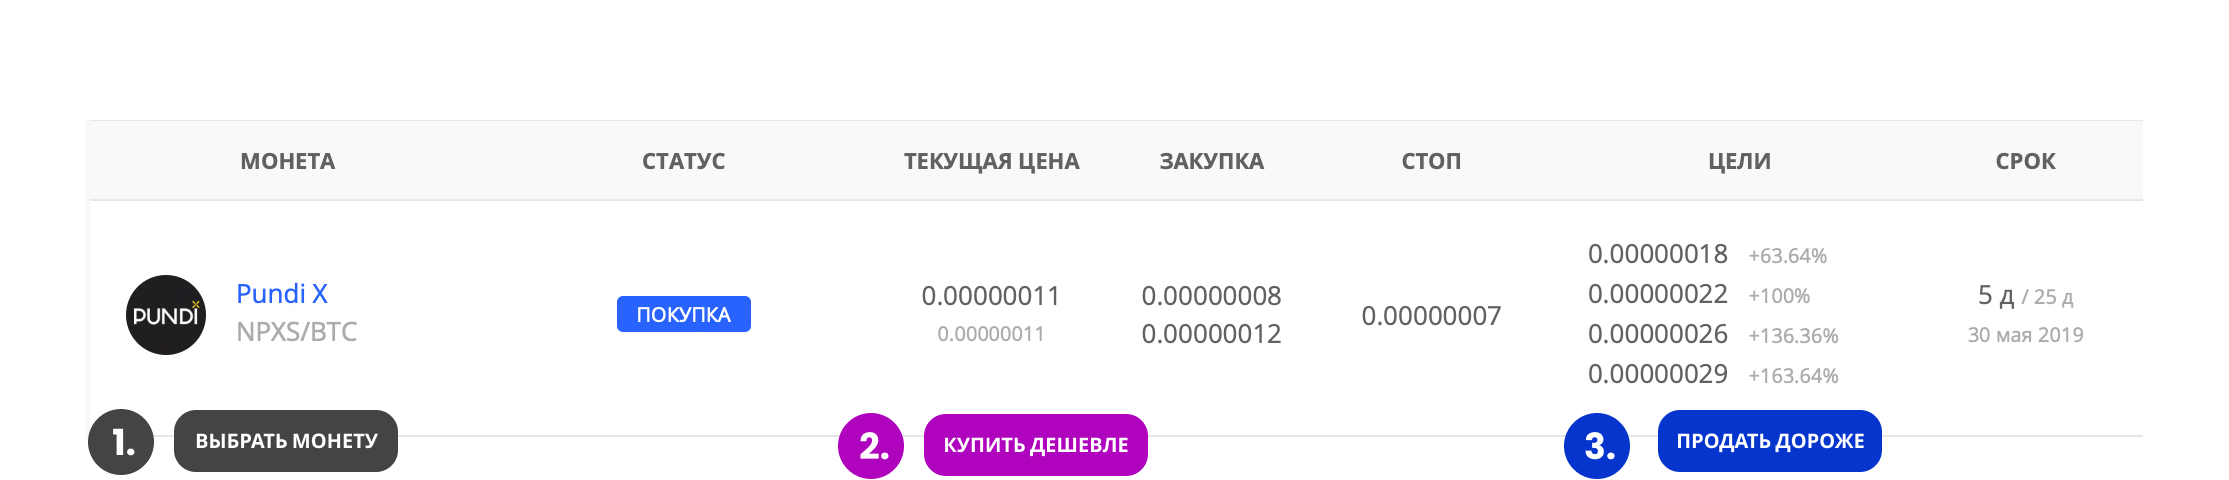 МОНЕТА СТАТУС ТЕКУЩАЯ ЦЕНА ЗАКУПКА СТОП ЦЕЛИ СРОК
PUNDI
Pundi X
NPXS/BTC
ПОКУПКА
0.00000011
0.00000011
0.00000008
0.00000012
0.00000007
0.00000018 +63.64%
0.00000022 +100%
0.00000026 +136.36%
0.00000029 +163.64%
5 д / 25 д
30 мая 2019
1. ВЫБРАТЬ МОНЕТУ
2. КУПИТЬ ДЕШЕВЛЕ
3. ПРОДАТЬ ДОРОЖЕ